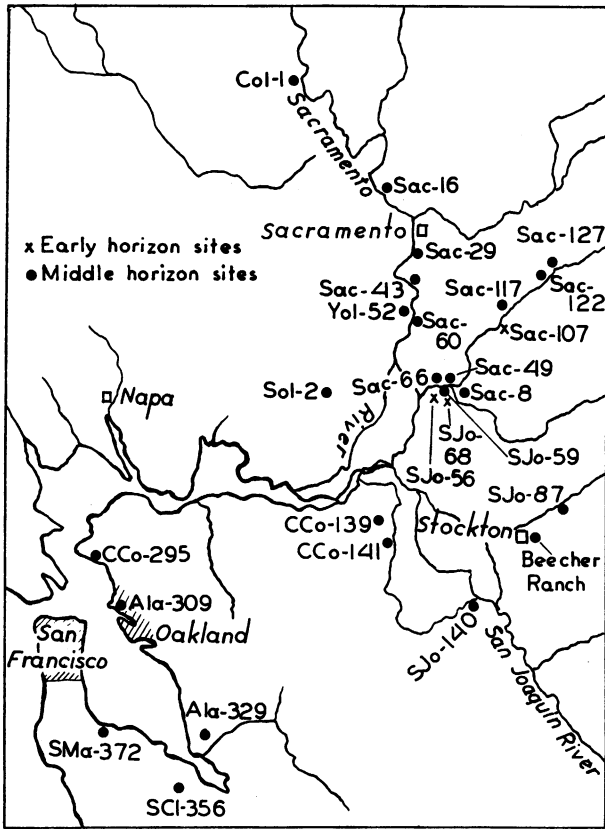 Col-1
Sacramento
Sac-16
Sacramento
Sac-29
Sac-127
x Early horizon sites
● Middle horizon sites
Sac-413
Sac-122
Sac-117
Yol-52
Sac-60
Sac-107
Sac-66
Sac-49
Napa
Sol-2
Sac-8
River
SJo-68
SJo-59
SJo-56
SJo-87
CCo-139
Stockton
CCo-141
CCo-295
Beecher
Ranch
Ala-309
San
Francisco
Oakland
SJo-140
San Joaquin River
Ala-329
SMa-372
SCl-356